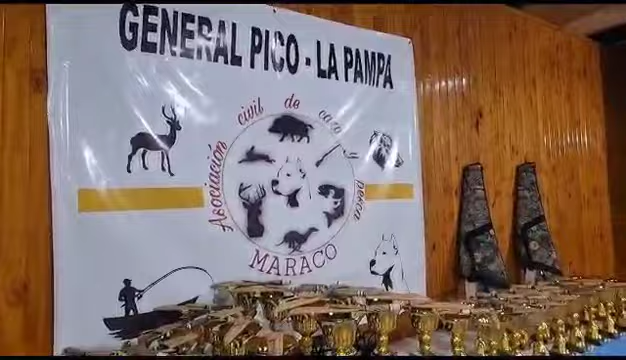 GENERAL PICO - LA PAMPA
Asociación civil de caza y pesca
MARACO